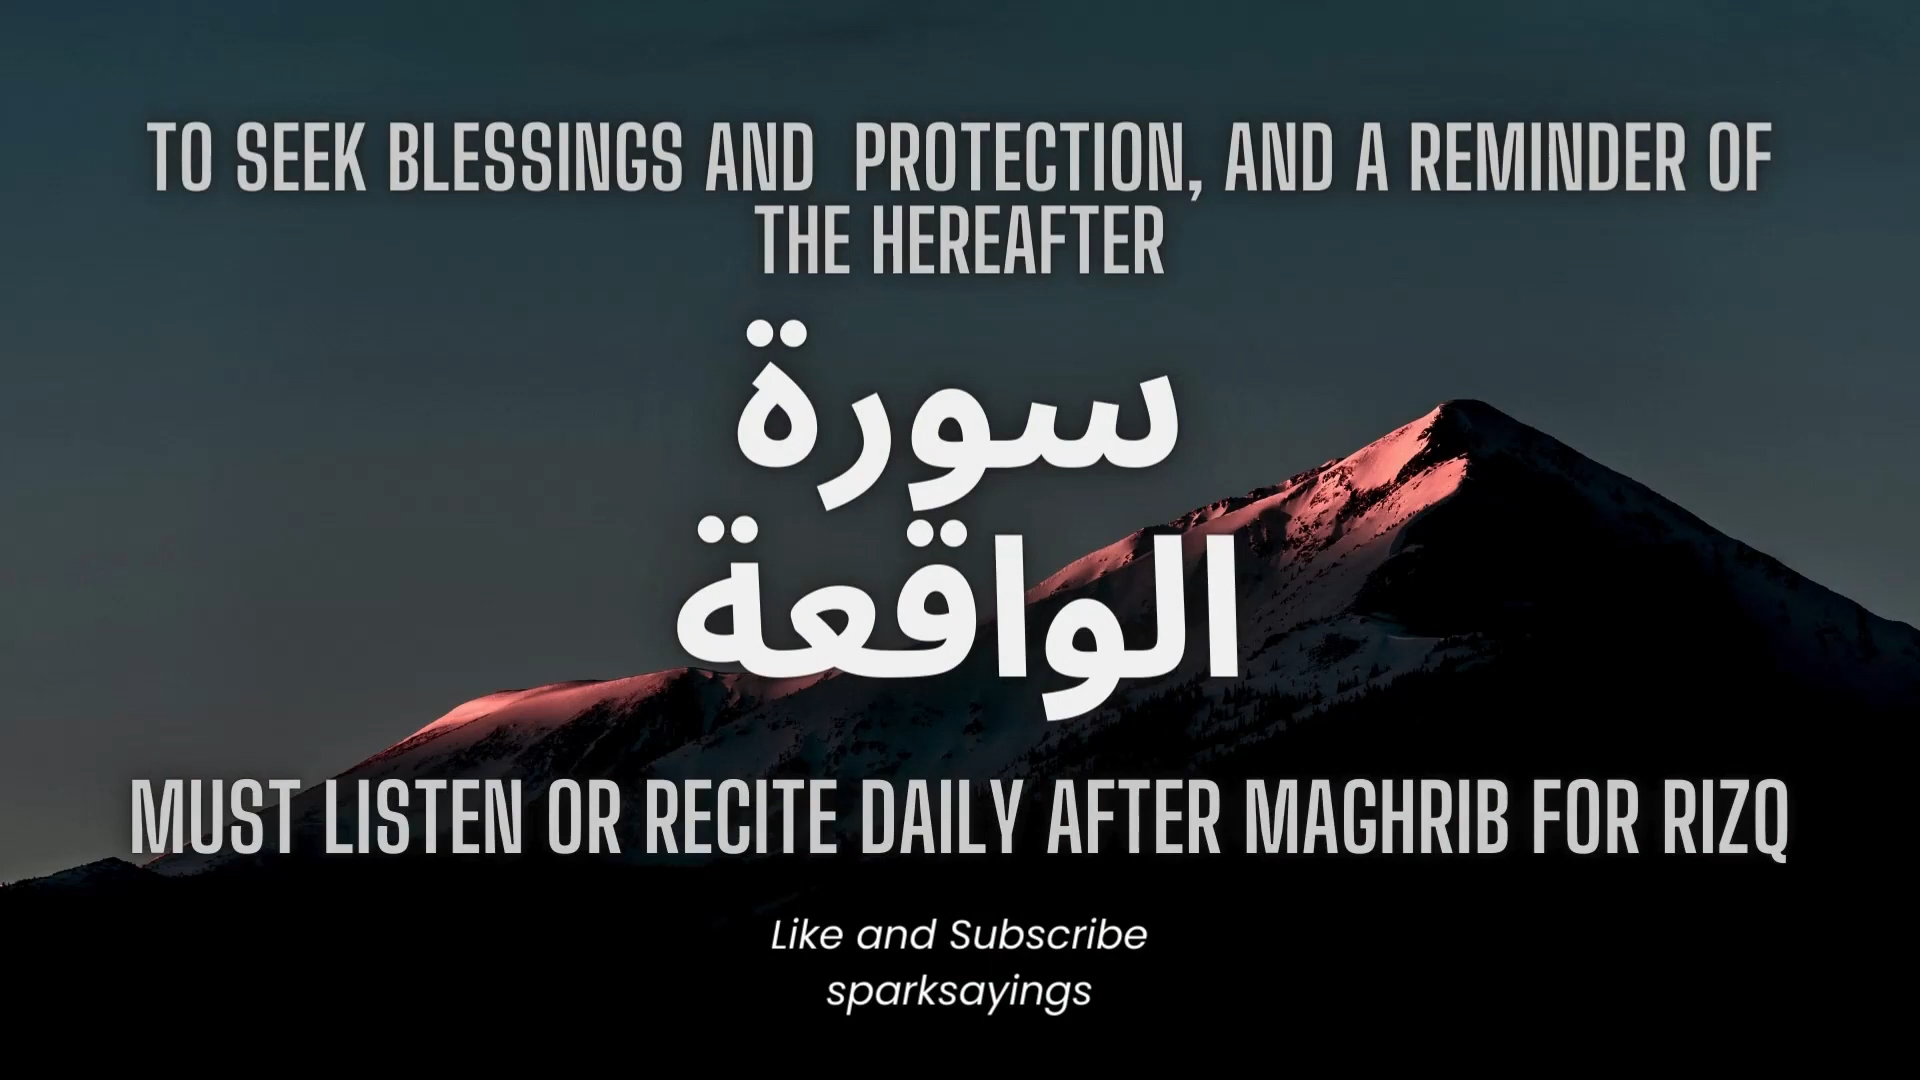 TO SEEK BLESSINGS AND PROTECTION, AND A REMINDER OF
THE HEREAFTER
سورة
الواقعة
MUST LISTEN OR RECITE DAILY AFTER MAGHRIB FOR RIZQ
Like and Subscribe
sparksayings